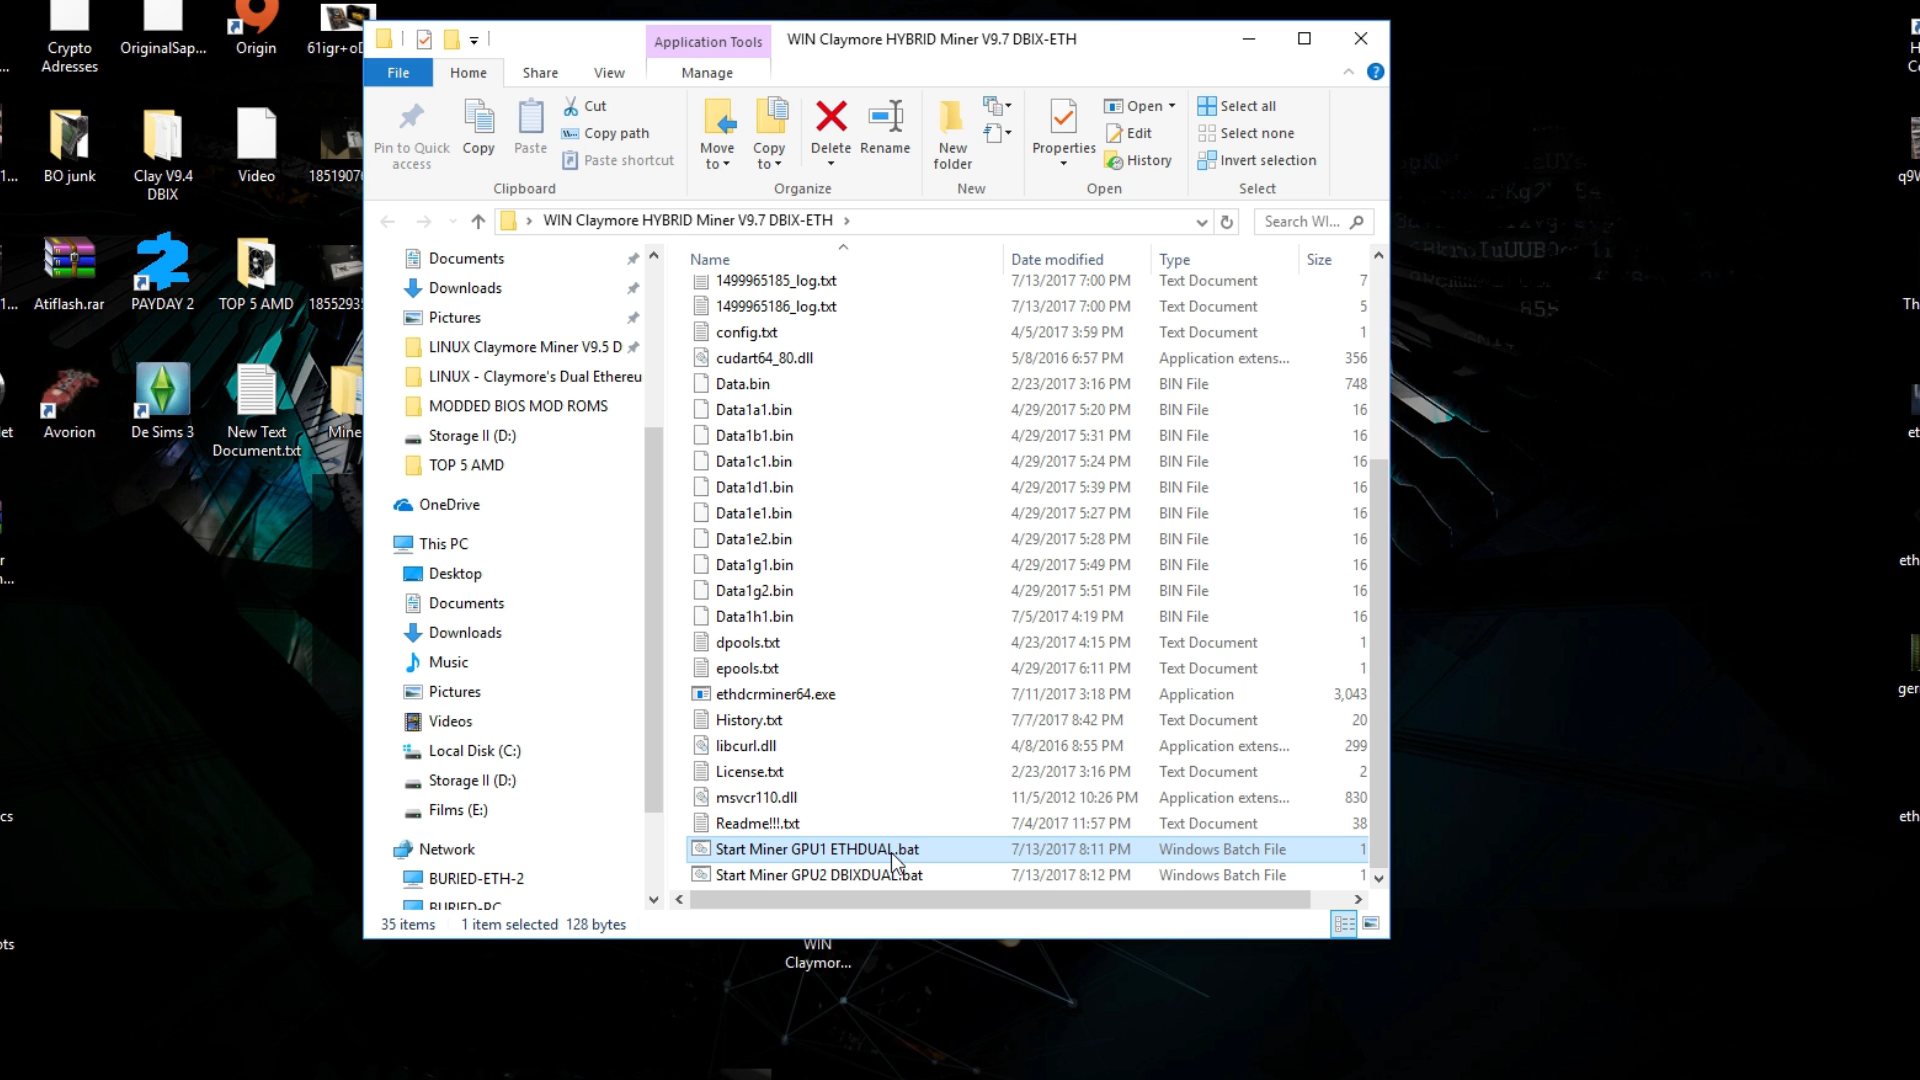 Crypto
Adresses
OriginalSap...
Origin
61igr+oD
BO junk
Clay V9.4
DBIX
Video
1851907
Atiflash.rar
PAYDAY 2
TOP 5 AMD
1855293
Avorion
De Sims 3
New Text
Document.txt
Mine
Application Tools
WIN Claymore HYBRID Miner V9.7 DBIX-ETH
File
Home
Share
View
Manage
Pin to Quick
access
Copy
Paste
Cut
Copy path
Paste shortcut
Clipboard
Move
to
Copy
to
Delete
Rename
Organize
New
folder
New
Properties
Open
Edit
History
Open
Select all
Select none
Invert selection
Select
WIN Claymore HYBRID Miner V9.7 DBIX-ETH
Search WI...
Documents
Downloads
Pictures
LINUX Claymore Miner V9.5 D
LINUX - Claymore's Dual Ethereu
MODDED BIOS MOD ROMS
Storage II (D:)
TOP 5 AMD
OneDrive
This PC
Desktop
Documents
Downloads
Music
Pictures
Videos
Local Disk (C:)
Storage II (D:)
Films (E:)
Network
BURIED-ETH-2
BURIED-PC
Name Date modified Type Size
1499965185_log.txt 7/13/2017 7:00 PM Text Document 7
1499965186_log.txt 7/13/2017 7:00 PM Text Document 5
config.txt 4/5/2017 3:59 PM Text Document 1
cudart64_80.dll 5/8/2016 6:57 PM Application extens... 356
Data.bin 2/23/2017 3:16 PM BIN File 748
Data1a1.bin 4/29/2017 5:20 PM BIN File 16
Data1b1.bin 4/29/2017 5:31 PM BIN File 16
Data1c1.bin 4/29/2017 5:24 PM BIN File 16
Data1d1.bin 4/29/2017 5:39 PM BIN File 16
Data1e1.bin 4/29/2017 5:27 PM BIN File 16
Data1e2.bin 4/29/2017 5:28 PM BIN File 16
Data1g1.bin 4/29/2017 5:49 PM BIN File 16
Data1g2.bin 4/29/2017 5:51 PM BIN File 16
Data1h1.bin 7/5/2017 4:19 PM BIN File 16
dpools.txt 4/23/2017 4:15 PM Text Document 1
epools.txt 4/29/2017 6:11 PM Text Document 1
ethdcrminer64.exe 7/11/2017 3:18 PM Application 3,043
History.txt 7/7/2017 8:42 PM Text Document 20
libcurl.dll 4/8/2016 8:55 PM Application extens... 299
License.txt 2/23/2017 3:16 PM Text Document 2
msvcr110.dll 11/5/2012 10:26 PM Application extens... 830
Readme!!!.txt 7/4/2017 11:57 PM Text Document 38
Start Miner GPU1 ETHDUAL.bat 7/13/2017 8:11 PM Windows Batch File 1
Start Miner GPU2 DBIXDUAL.bat 7/13/2017 8:12 PM Windows Batch File 1
35 items 1 item selected 128 bytes
WIN
Claymor...